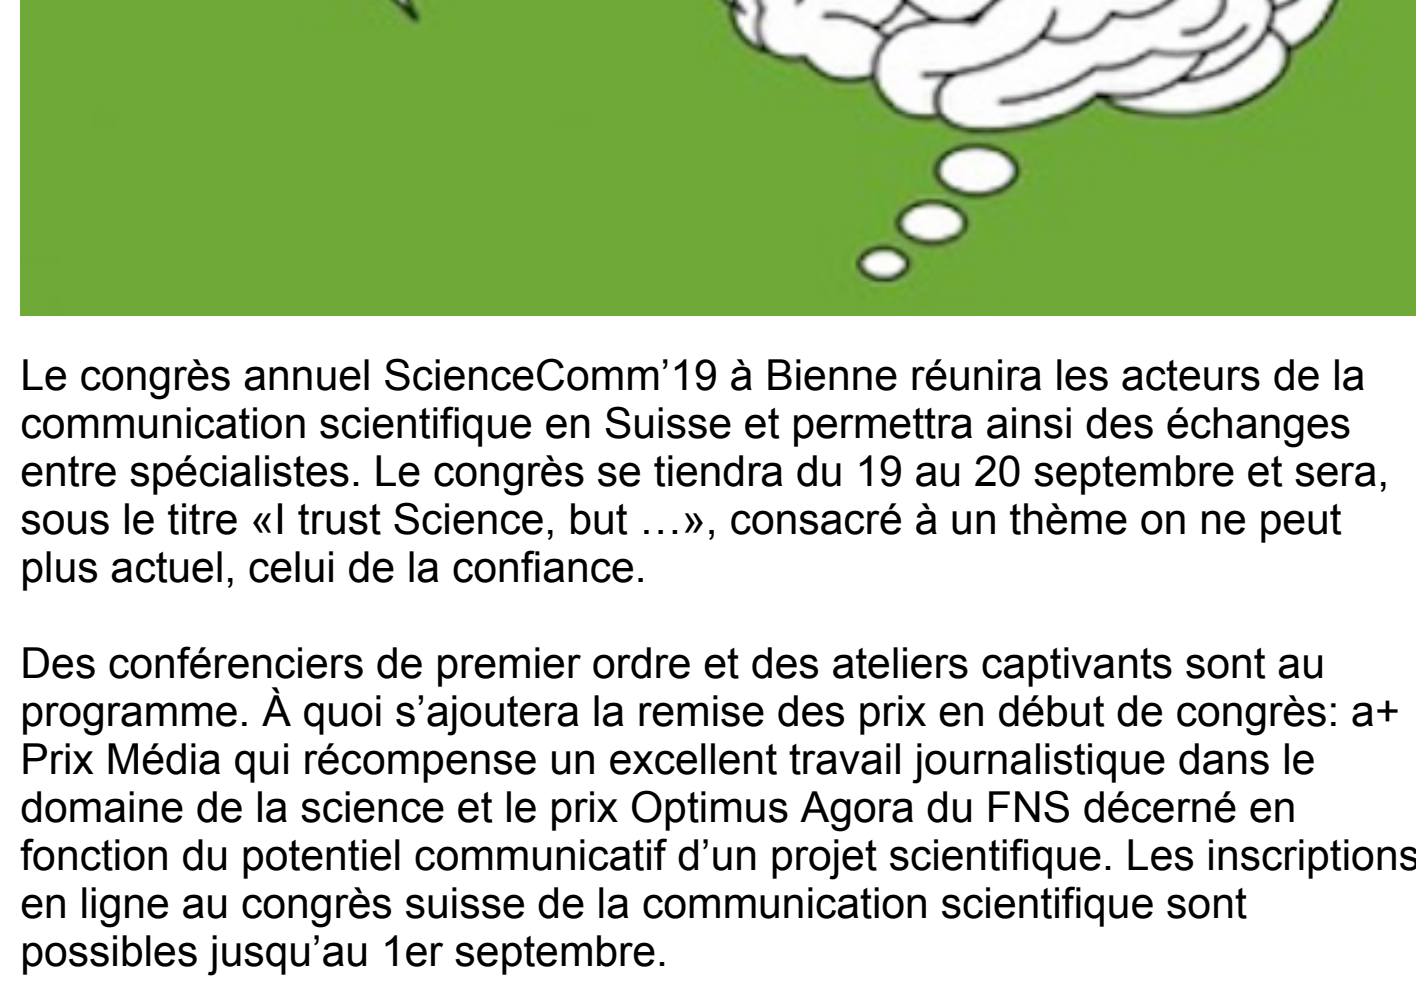 Le congrès annuel ScienceComm’19 à Bienne réunira les acteurs de la
communication scientifique en Suisse et permettra ainsi des échanges
entre spécialistes. Le congrès se tiendra du 19 au 20 septembre et sera,
sous le titre «I trust Science, but …», consacré à un thème on ne peut
plus actuel, celui de la confiance.
Des conférenciers de premier ordre et des ateliers captivants sont au
programme. À quoi s’ajoutera la remise des prix en début de congrès: a+
Prix Média qui récompense un excellent travail journalistique dans le
domaine de la science et le prix Optimus Agora du FNS décerné en
fonction du potentiel communicatif d’un projet scientifique. Les inscriptions
en ligne au congrès suisse de la communication scientifique sont
possibles jusqu’au 1er septembre.